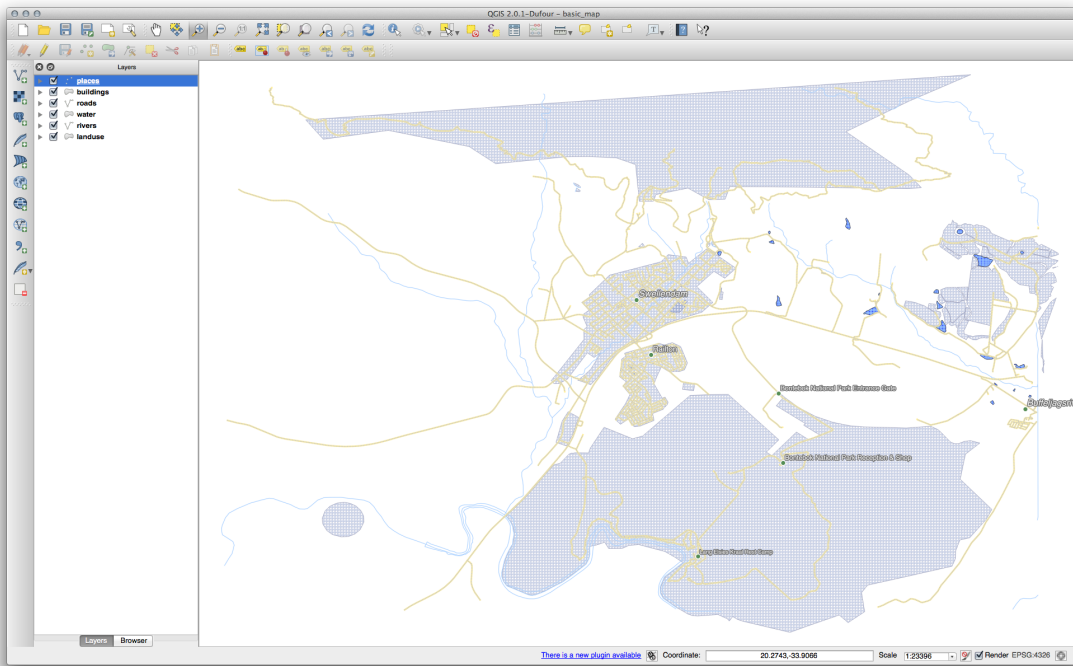 QGIS 2.0.1-Dufour - basic_map
Layers
places
buildings
roads
water
rivers
landuse
Swellendam
Railton
Bontebok National Park Entrance Gate
Buffeljagsri
Bontebok National Park Reception & Shop
Lang Elsies Kraal Rest Camp
Layers Browser
There is a new plugin available Coordinate: 20.2743,-33.9066 Scale 1:23396 Render EPSG:4326